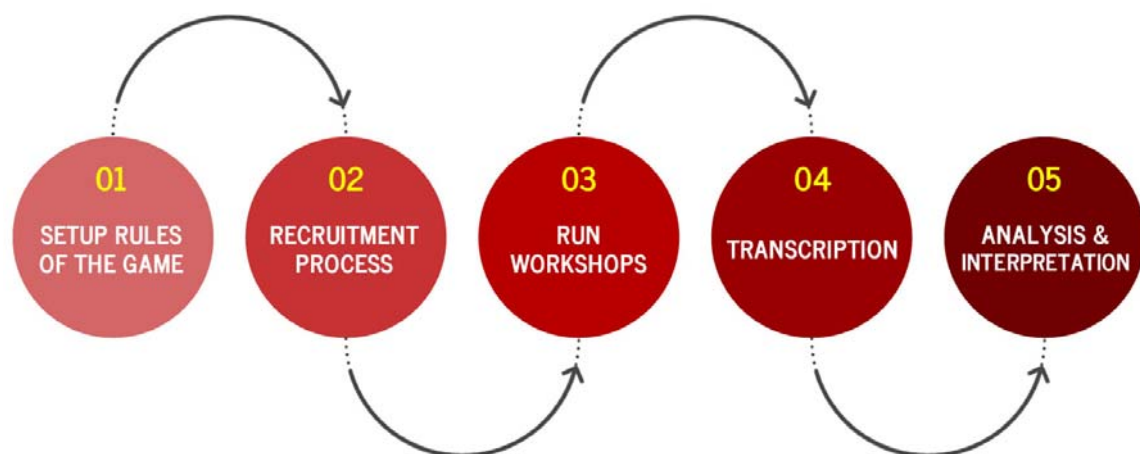 01
SETUP RULES
OF THE GAME
02
RECRUITMENT
PROCESS
03
RUN
WORKSHOPS
04
TRANSCRIPTION
05
ANALYSIS &
INTERPRETATION